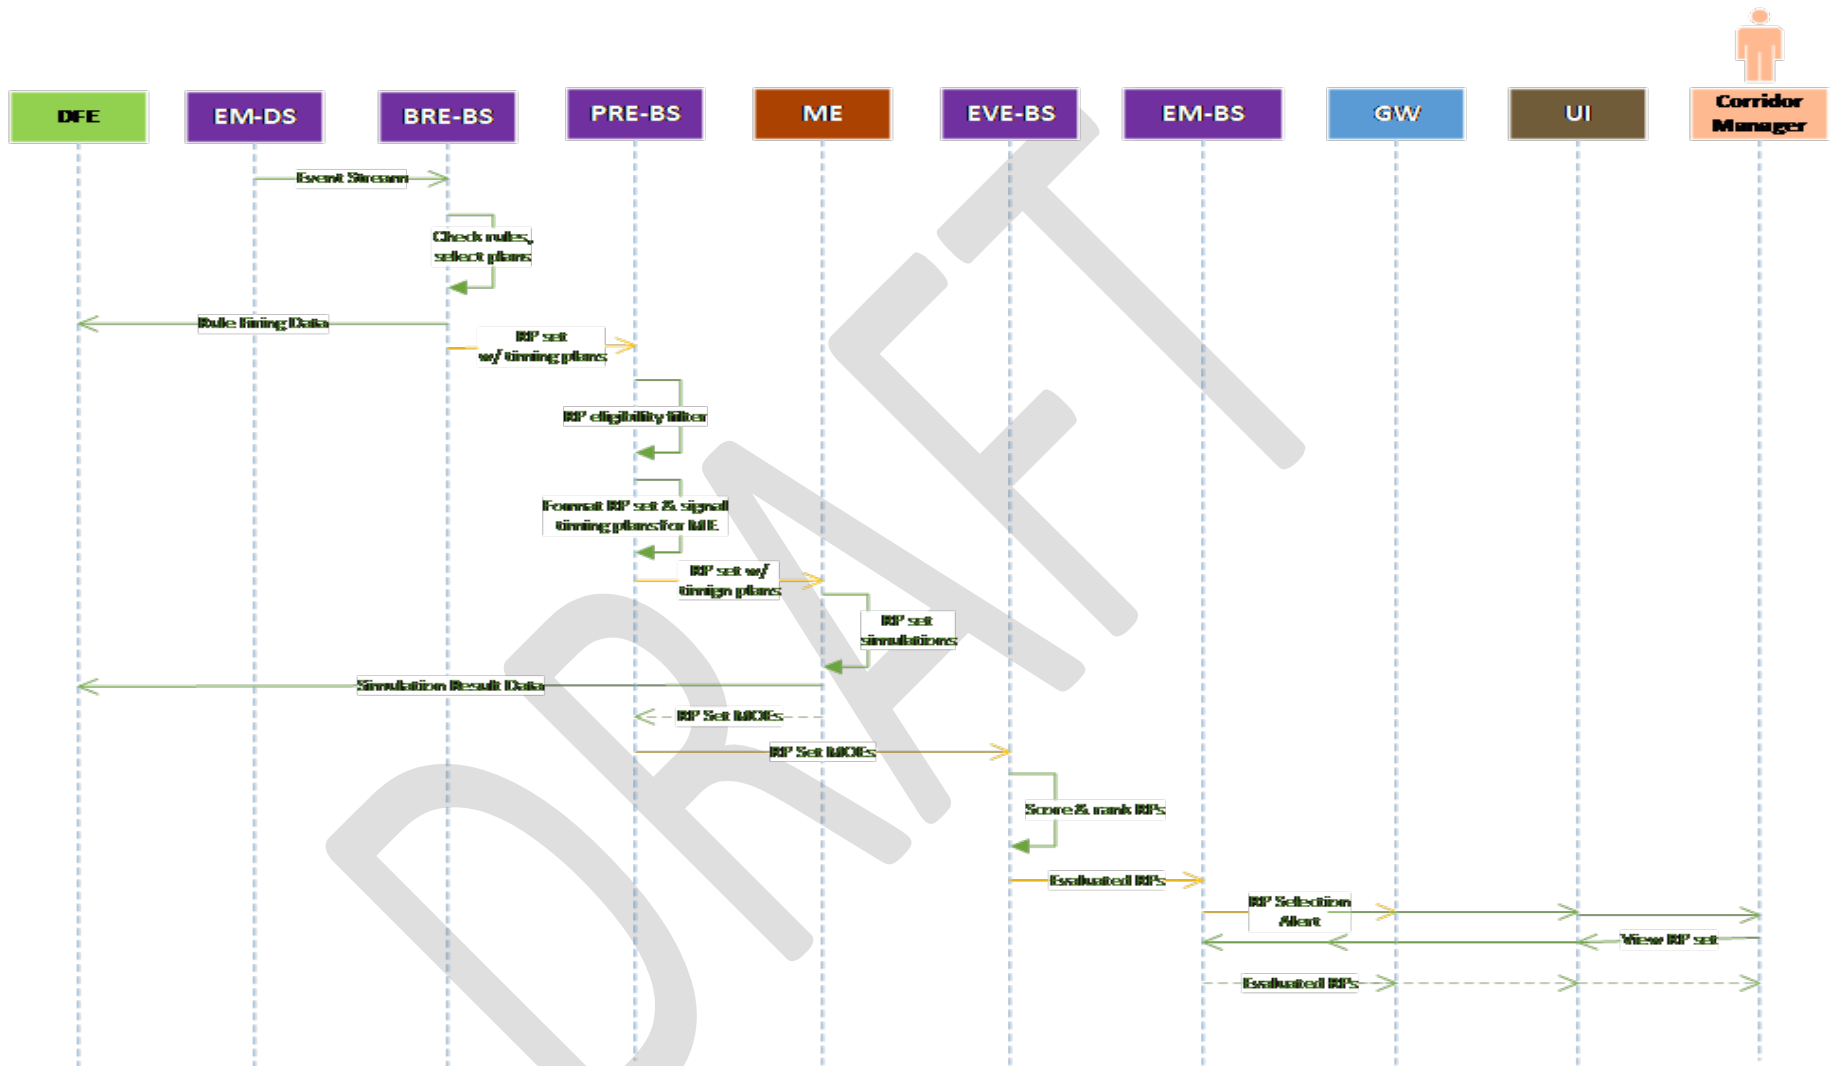 DFE
EM-DS
BRE-BS
PRE-BS
ME
EVE-BS
EM-BS
GW
UI
Corridor
Manager
Event Stream
Check rules,
select plans
Rule Firing Data
RP set
w/ timing plans
RP eligibility filter
Format RP set & signal
timing plans for ME
RP set w/
timign plans
RP set
simulations
Simulation Result Data
RP Set MOEs
RP Set MOEs
Score & rank RPs
Evaluated RPs
RP Selection
Alert
View RP set
Evaluated RPs
DRAFT